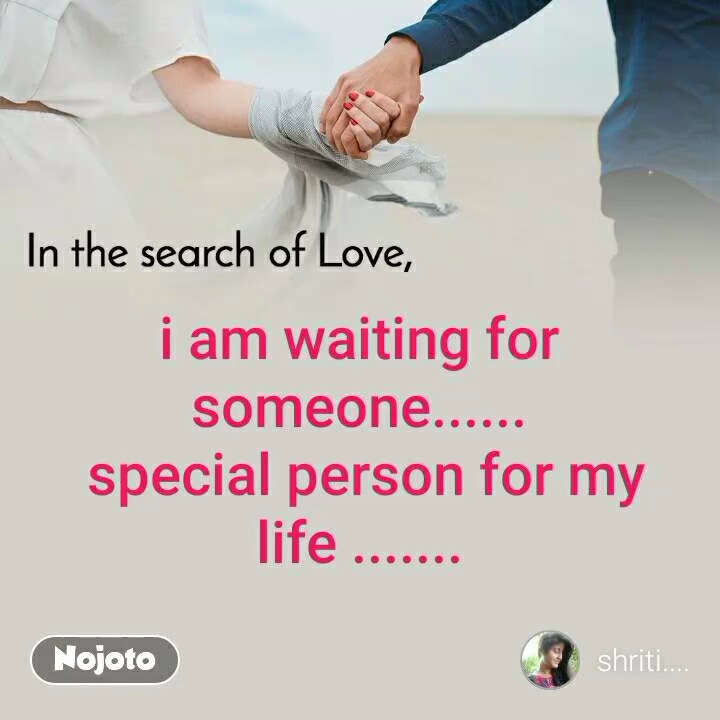 In the search of Love,
i am waiting for
someone......
special person for my
life .......
Nojoto
shriti....